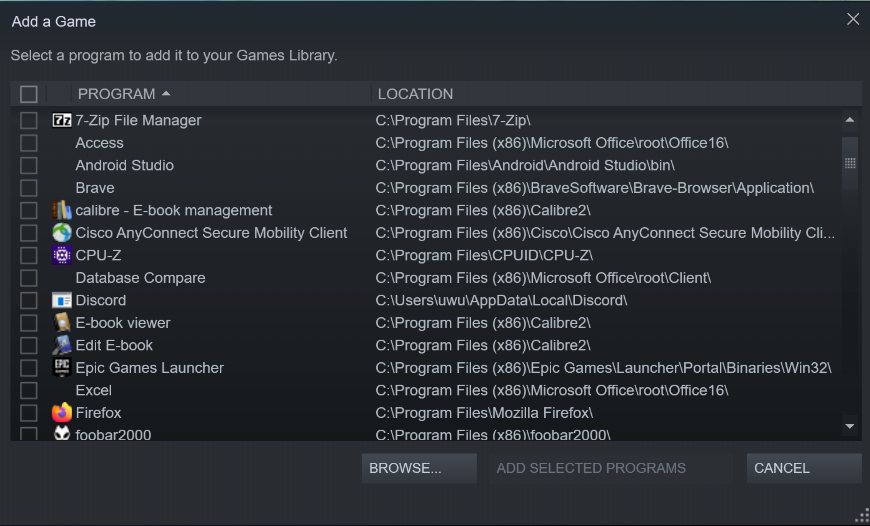 Add a Game
Select a program to add it to your Games Library.
PROGRAM LOCATION
7-Zip File Manager C:\Program Files\7-Zip\
Access C:\Program Files (x86)\Microsoft Office\root\Office16\
Android Studio C:\Program Files\Android\Android Studio\bin\
Brave C:\Program Files (x86)\BraveSoftware\Brave-Browser\Application\
calibre - E-book management C:\Program Files (x86)\Calibre2\
Cisco AnyConnect Secure Mobility Client C:\Program Files (x86)\Cisco\Cisco AnyConnect Secure Mobility Cli...
CPU-Z C:\Program Files\CPUID\CPU-Z\
Database Compare C:\Program Files (x86)\Microsoft Office\root\Client\
Discord C:\Users\uwu\AppData\Local\Discord\
E-book viewer C:\Program Files (x86)\Calibre2\
Edit E-book C:\Program Files (x86)\Calibre2\
EPIC Epic Games Launcher C:\Program Files (x86)\Epic Games\Launcher\Portal\Binaries\Win32\
Excel C:\Program Files (x86)\Microsoft Office\root\Office16\
Firefox C:\Program Files\Mozilla Firefox\
foobar2000 C:\Program Files (x86)\foobar2000\
BROWSE... ADD SELECTED PROGRAMS CANCEL